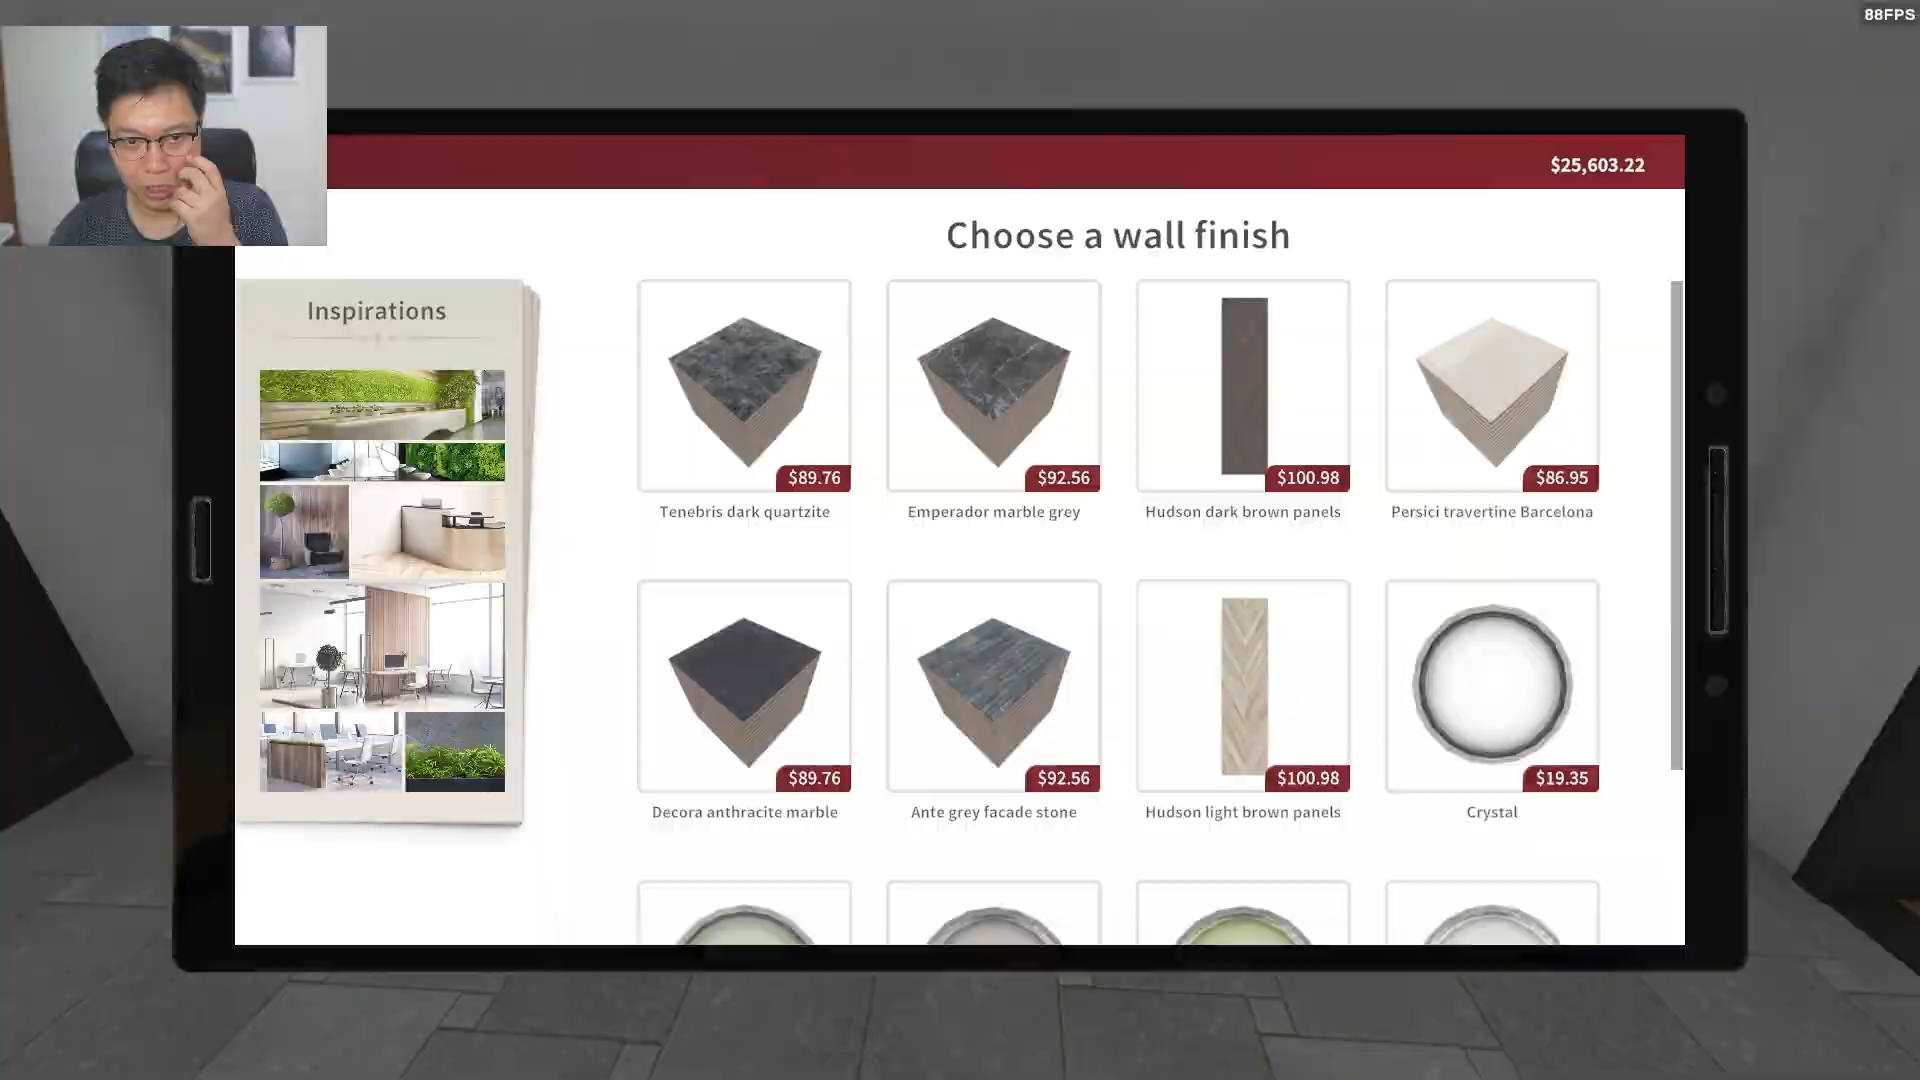 88FPS
$25,603.22
Choose a wall finish
Inspirations
$89.76
$92.56
$100.98
$86.95
Tenebris dark quartzite
Emperador marble grey
Hudson dark brown panels
Persici travertine Barcelona
$89.76
$92.56
$100.98
$19.35
Decora anthracite marble
Ante grey facade stone
Hudson light brown panels
Crystal